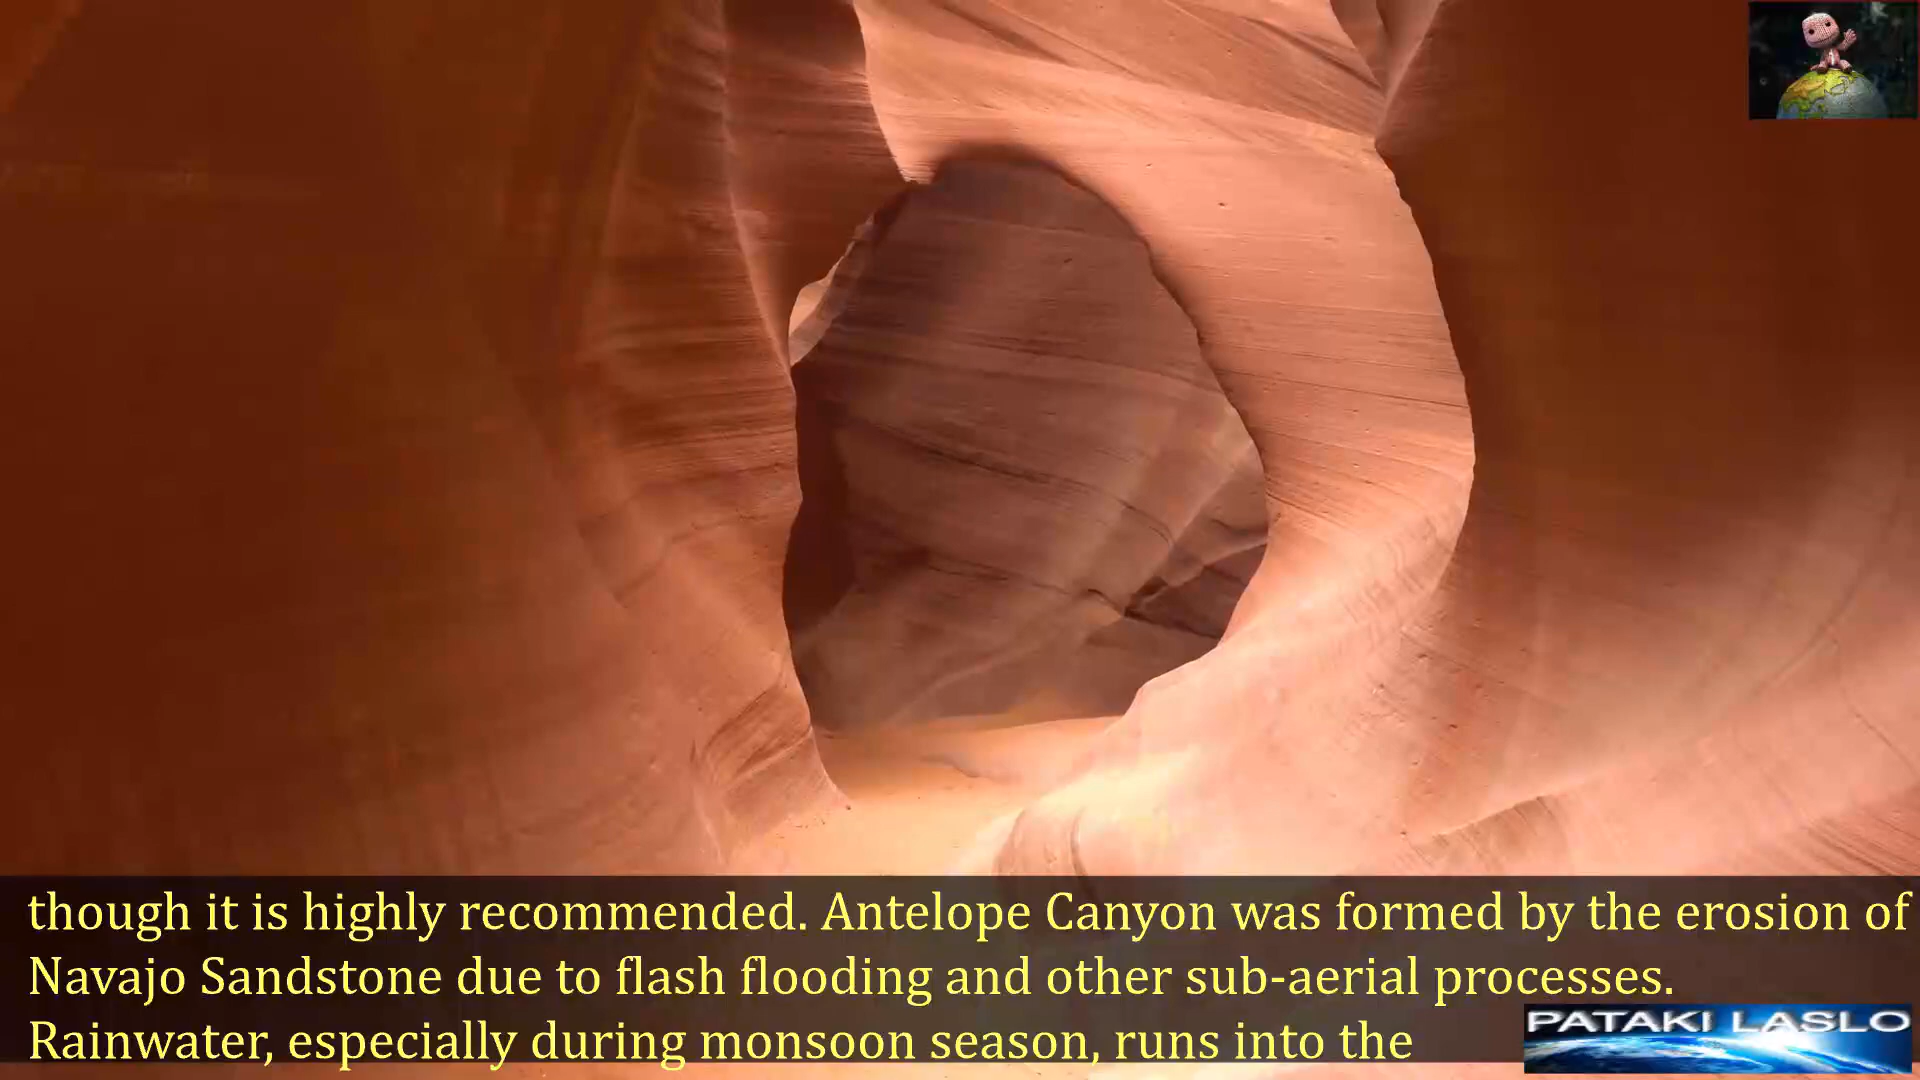 though it is highly recommended. Antelope Canyon was formed by the erosion of
Navajo Sandstone due to flash flooding and other sub-aerial processes.
Rainwater, especially during monsoon season, runs into the
PATAKI LASLO